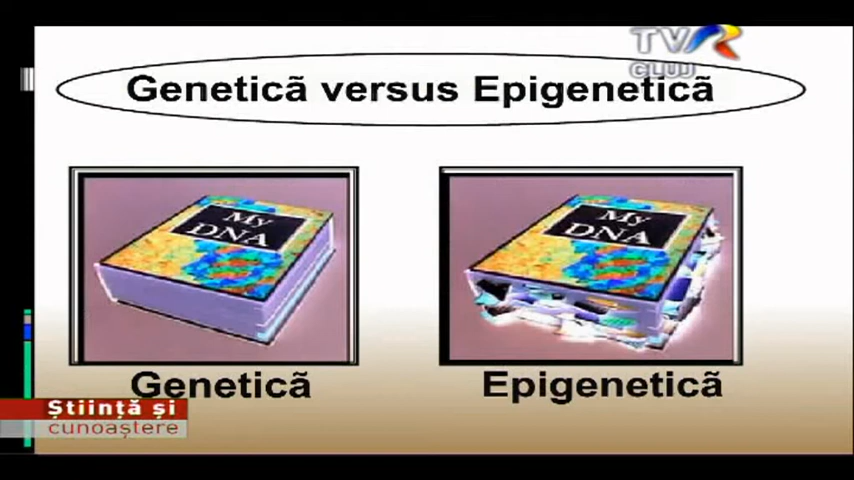 TVR
CLUJ
Geneticã versus Epigeneticã
My
DNA
My
DNA
Geneticã
Epigeneticã
Știință și
cunoaștere